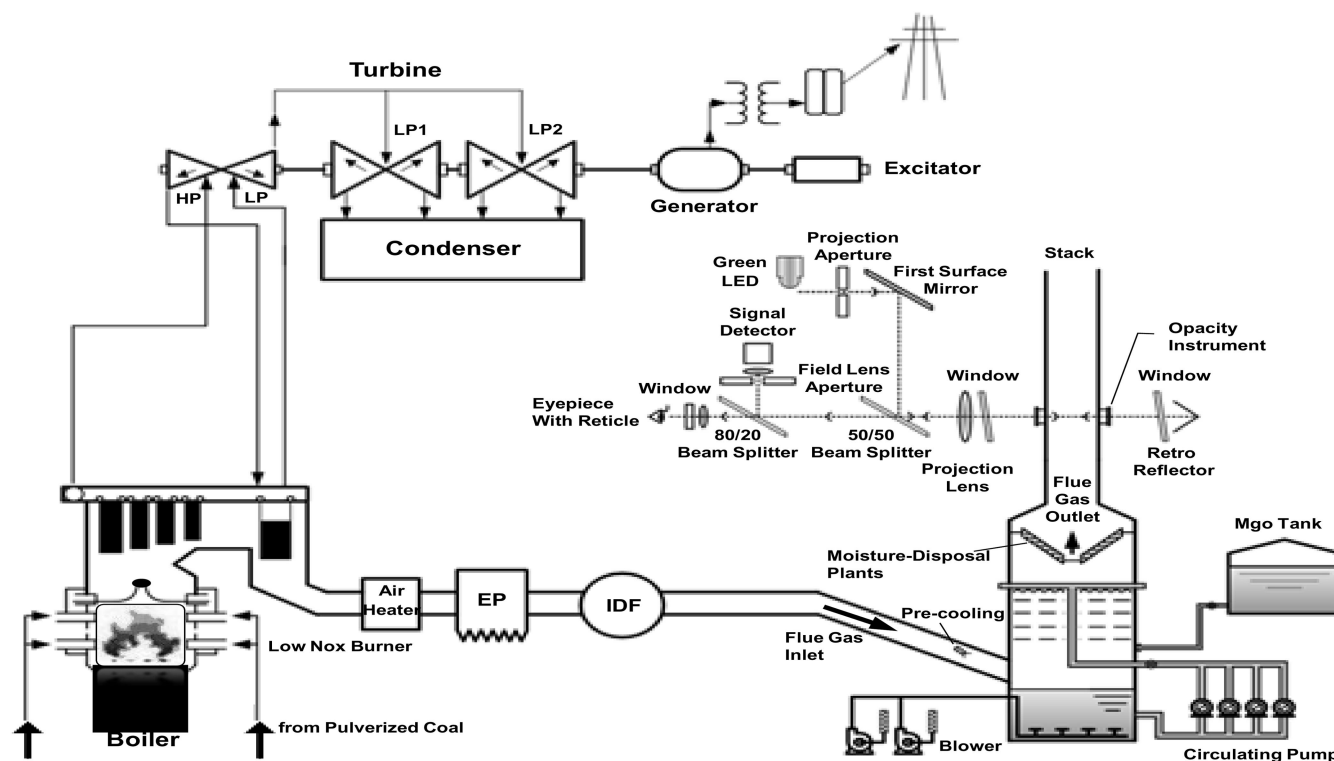 Turbine
LP1
LP2
HP
LP
Condenser
Generator
Excitator
Projection
Aperture
Green
LED
First Surface
Mirror
Signal
Detector
Stack
Opacity
Instrument
Window
Field Lens
Aperture
Window
Window
Eyepiece
With Reticle
80/20
Beam Splitter
50/50
Beam Splitter
Projection
Lens
Retro
Reflector
Flue
Gas
Outlet
Mgo Tank
Moisture-Disposal
Plants
Air
Heater
EP
IDF
Pre-cooling
Flue Gas
Inlet
Low Nox Burner
from Pulverized Coal
Boiler
Blower
Circulating Pump